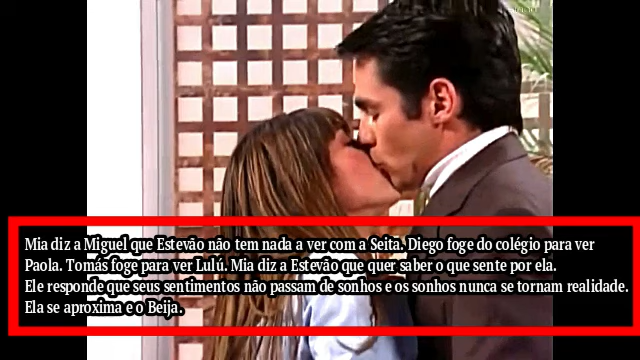 Mia diz a Miguel que Estevão não tem nada a ver com a Seita. Diego foge do colégio para ver
Paola. Tomás foge para ver Lulú. Mia diz a Estevão que quer saber o que sente por ela.
Ele responde que seus sentimentos não passam de sonhos e os sonhos nunca se tornam realidade.
Ela se aproxima e o Beija.